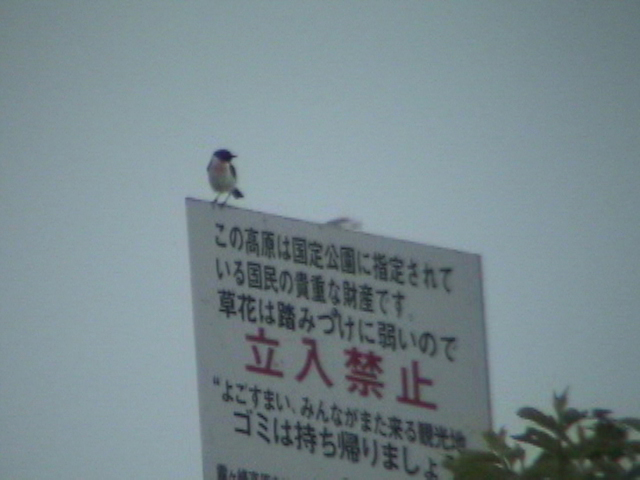 この高原は国定公園に指定されて
いる国民の貴重な財産です。
草花は踏みつけに弱いので
立入禁止
“よごすまい、みんながまた来る観光地
ゴミは持ち帰りましょ